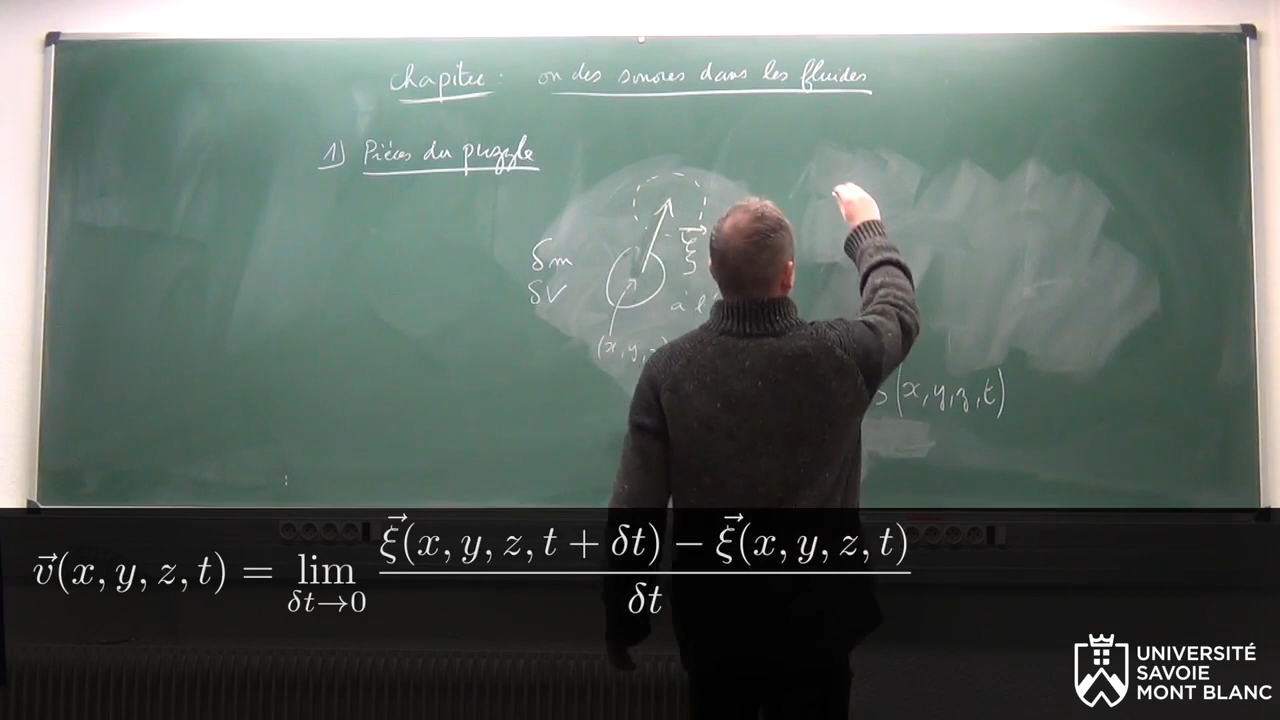 chapitre : ondes sonores dans les fluides
1) Pièces du puzzle
δm
δV
ξ⃗
à l'
(x, y,
(x, y, z, t)
v⃗(x, y, z, t) = lim δt→0 (ξ⃗(x, y, z, t + δt) − ξ⃗(x, y, z, t)) / δt
UNIVERSITÉ
SAVOIE
MONT BLANC